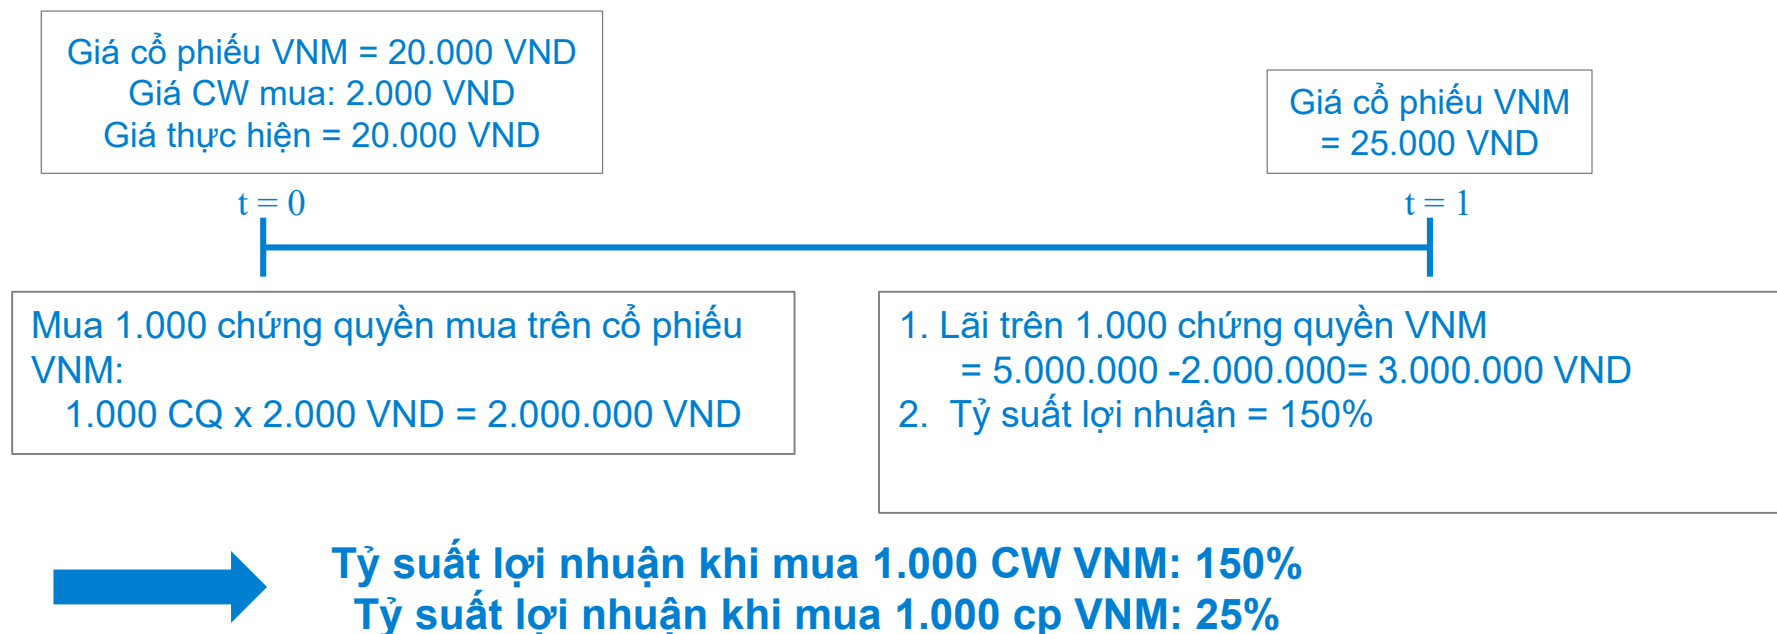 Giá cổ phiếu VNM = 20.000 VND
Giá CW mua: 2.000 VND
Giá thực hiện = 20.000 VND
Giá cổ phiếu VNM
= 25.000 VND
t = 0
t = 1
Mua 1.000 chứng quyền mua trên cổ phiếu
VNM:
1.000 CQ x 2.000 VND = 2.000.000 VND
1. Lãi trên 1.000 chứng quyền VNM
= 5.000.000 -2.000.000= 3.000.000 VND
2. Tỷ suất lợi nhuận = 150%
Tỷ suất lợi nhuận khi mua 1.000 CW VNM: 150%
Tỷ suất lợi nhuận khi mua 1.000 cp VNM: 25%